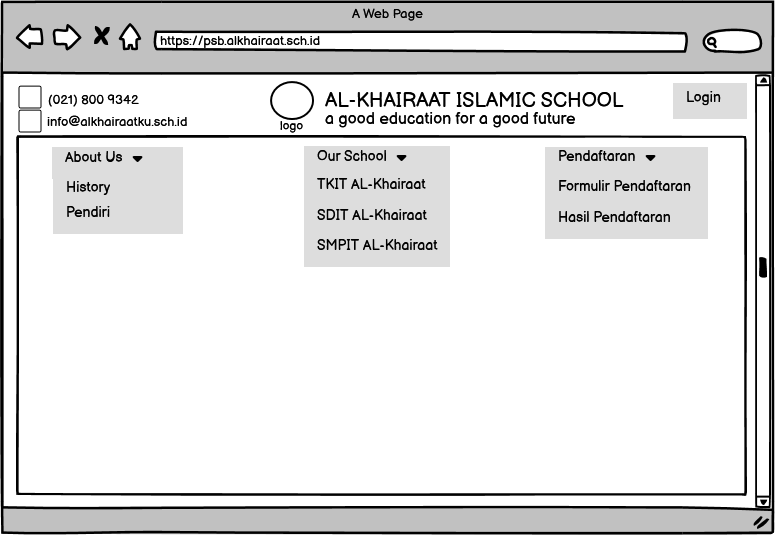 A Web Page
https://psb.alkhairaat.sch.id
(021) 800 9342
info@alkhairaatku.sch.id
logo
AL-KHAIRAAT ISLAMIC SCHOOL
a good education for a good future
Login
About Us
History
Pendiri
Our School
TKIT AL-Khairaat
SDIT AL-Khairaat
SMPIT AL-Khairaat
Pendaftaran
Formulir Pendaftaran
Hasil Pendaftaran